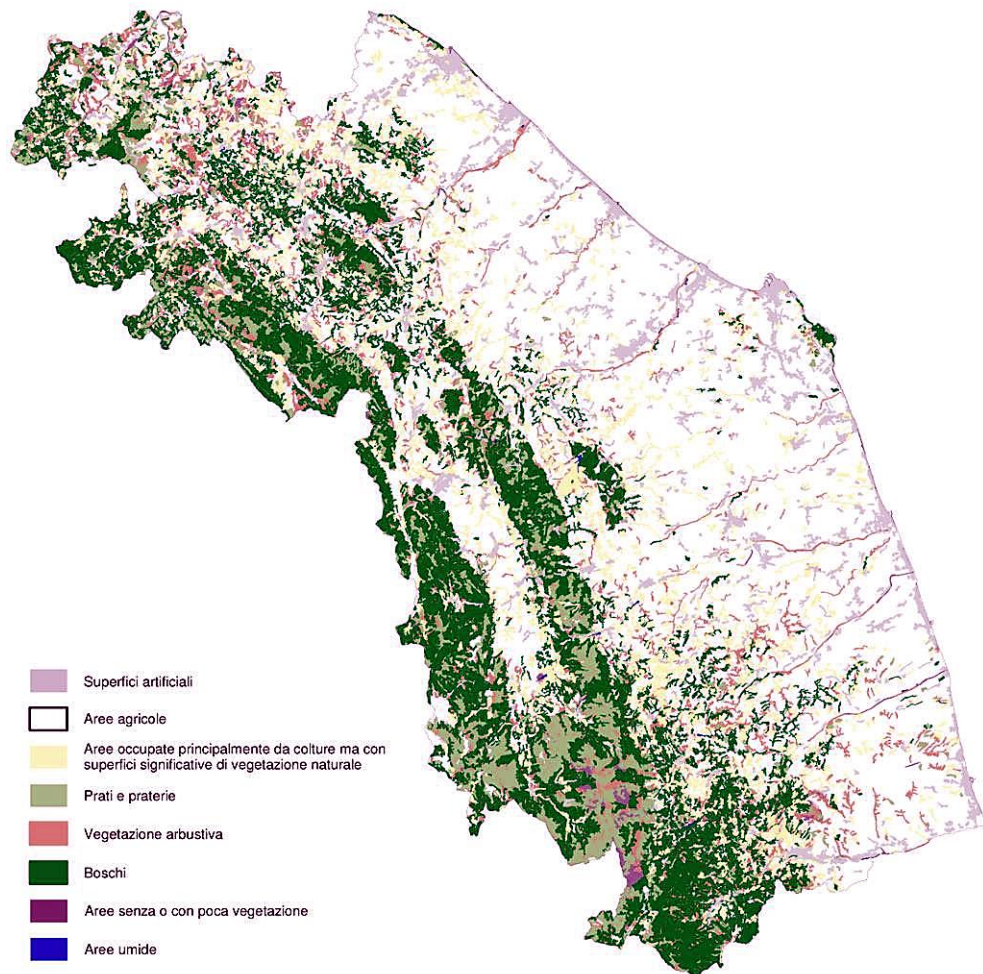 Superfici artificiali
Aree agricole
Aree occupate principalmente da colture ma con
superfici significative di vegetazione naturale
Prati e praterie
Vegetazione arbustiva
Boschi
Aree senza o con poca vegetazione
Aree umide